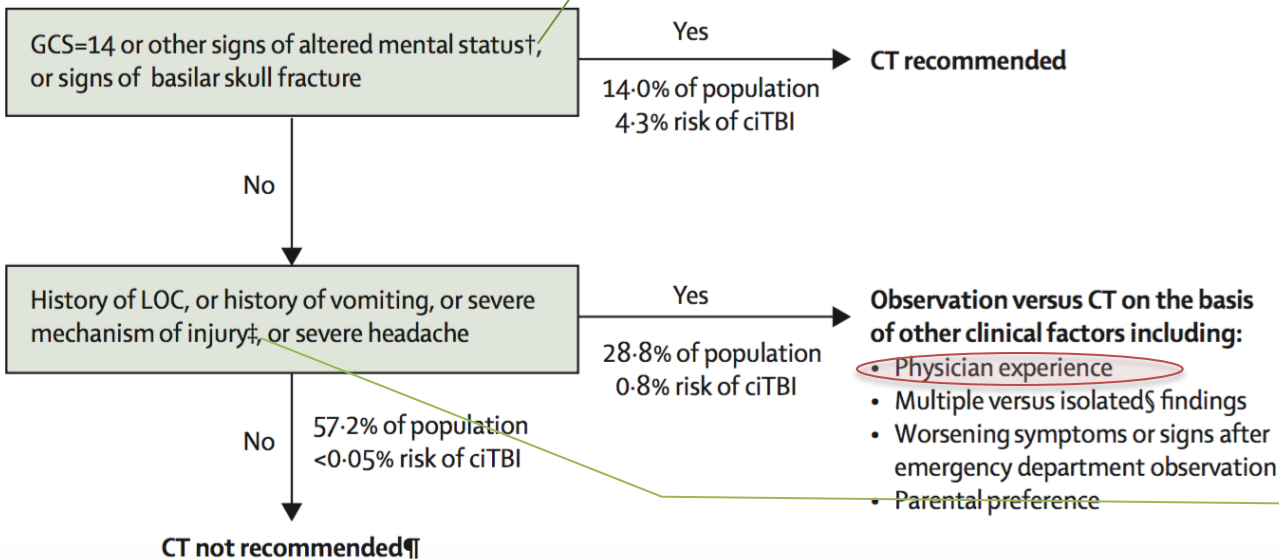 GCS=14 or other signs of altered mental status†,
or signs of basilar skull fracture
Yes
14·0% of population
4·3% risk of ciTBI
CT recommended
No
History of LOC, or history of vomiting, or severe
mechanism of injury‡, or severe headache
Yes
28·8% of population
0·8% risk of ciTBI
Observation versus CT on the basis
of other clinical factors including:
• Physician experience
• Multiple versus isolated§ findings
• Worsening symptoms or signs after
emergency department observation
• Parental preference
No
57·2% of population
<0·05% risk of ciTBI
CT not recommended¶